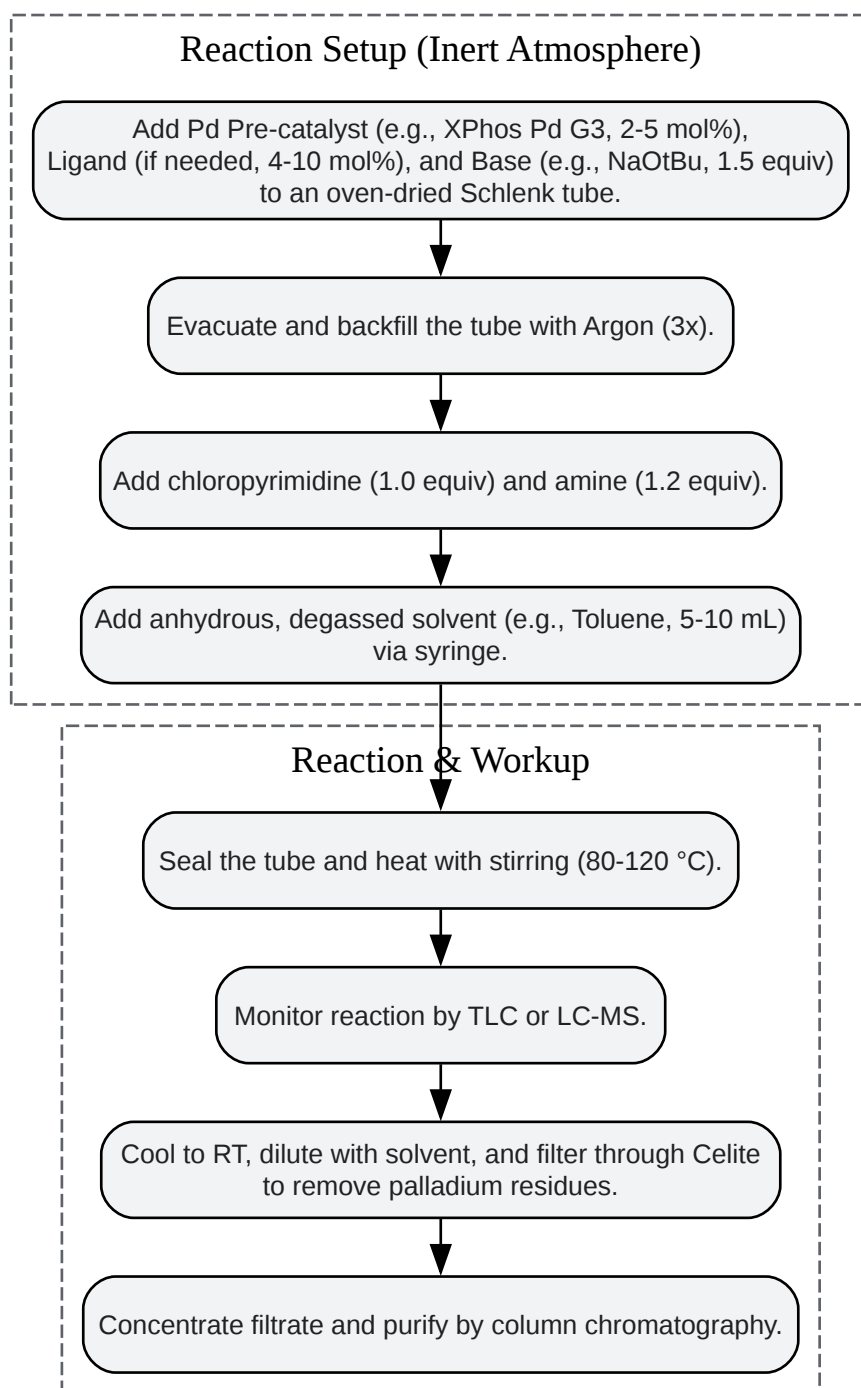 Reaction Setup (Inert Atmosphere)
Add Pd Pre-catalyst (e.g., XPhos Pd G3, 2-5 mol%),
Ligand (if needed, 4-10 mol%), and Base (e.g., NaOtBu, 1.5 equiv)
to an oven-dried Schlenk tube.
Evacuate and backfill the tube with Argon (3x).
Add chloropyrimidine (1.0 equiv) and amine (1.2 equiv).
Add anhydrous, degassed solvent (e.g., Toluene, 5-10 mL)
via syringe.
Reaction & Workup
Seal the tube and heat with stirring (80-120 °C).
Monitor reaction by TLC or LC-MS.
Cool to RT, dilute with solvent, and filter through Celite
to remove palladium residues.
Concentrate filtrate and purify by column chromatography.